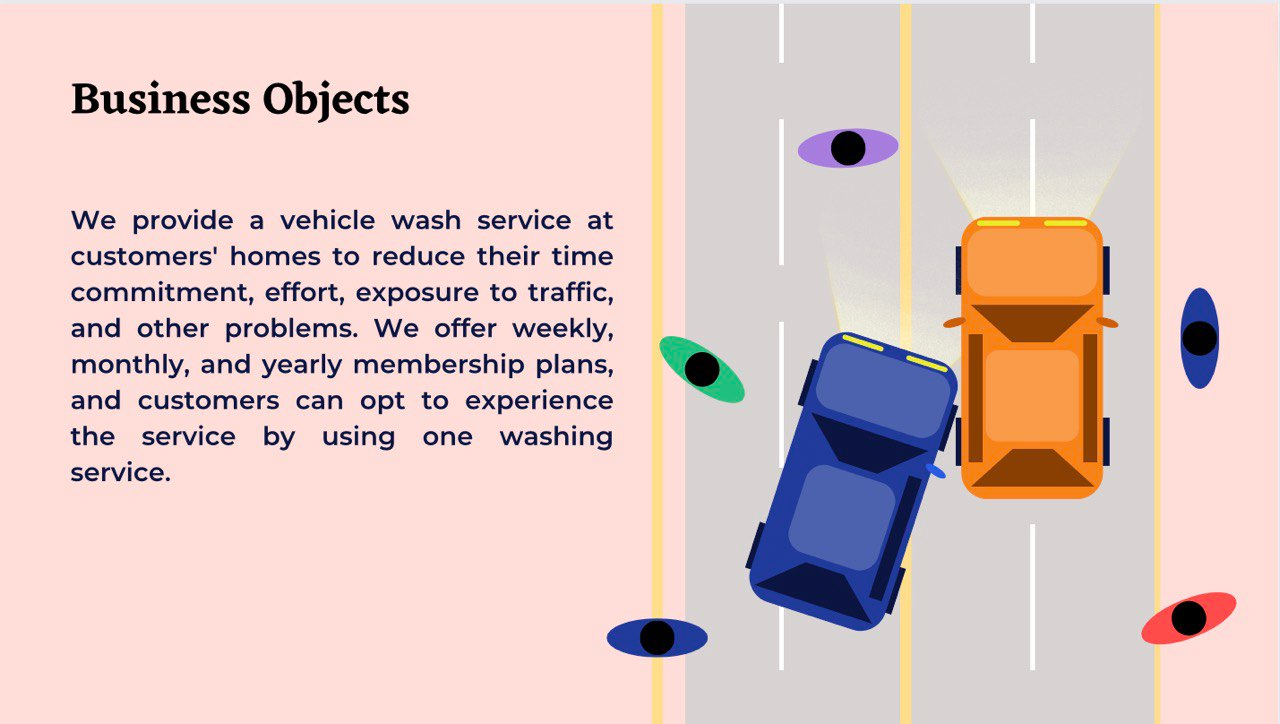 Business Objects
We provide a vehicle wash service at
customers' homes to reduce their time
commitment, effort, exposure to traffic,
and other problems. We offer weekly,
monthly, and yearly membership plans,
and customers can opt to experience
the service by using one washing
service.